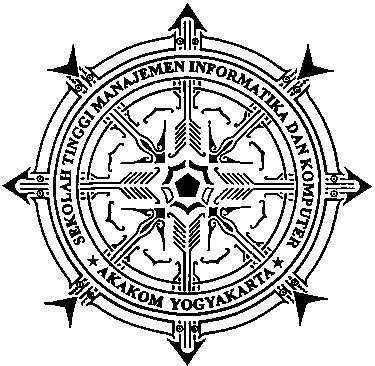 SEKOLAH TINGGI MANAJEMEN INFORMATIKA DAN KOMPUTER
★ AKAKOM YOGYAKARTA ★